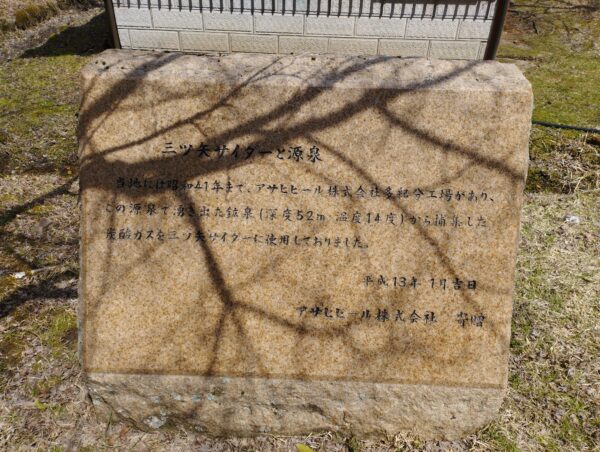 三ツ矢サイダーと源泉
当地には昭和41年まで、アサヒビール株式会社多紀分工場があり、
この源泉で湧き出た鉱泉(深度52m 温度14度)から捕集した
炭酸ガスを三ツ矢サイダーに使用しておりました。
平成13年 1月吉日
アサヒビール株式会社 寄贈